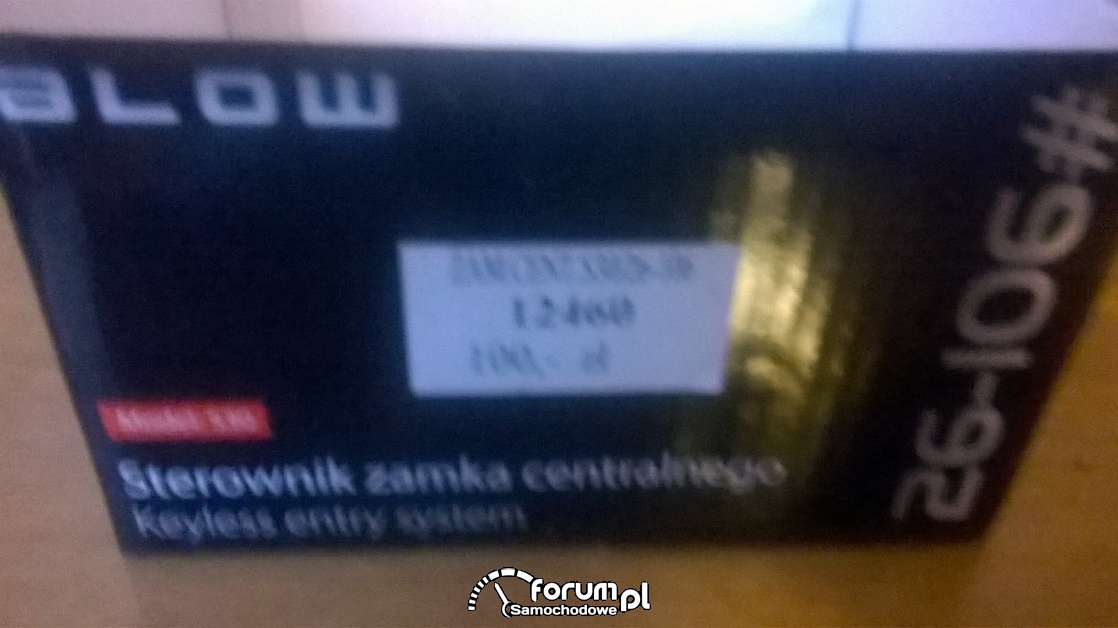 BLOW
12460
100,- zł
Sterownik zamka centralnego
Keyless entry system
26-106#
forum.pl
Samochodowe